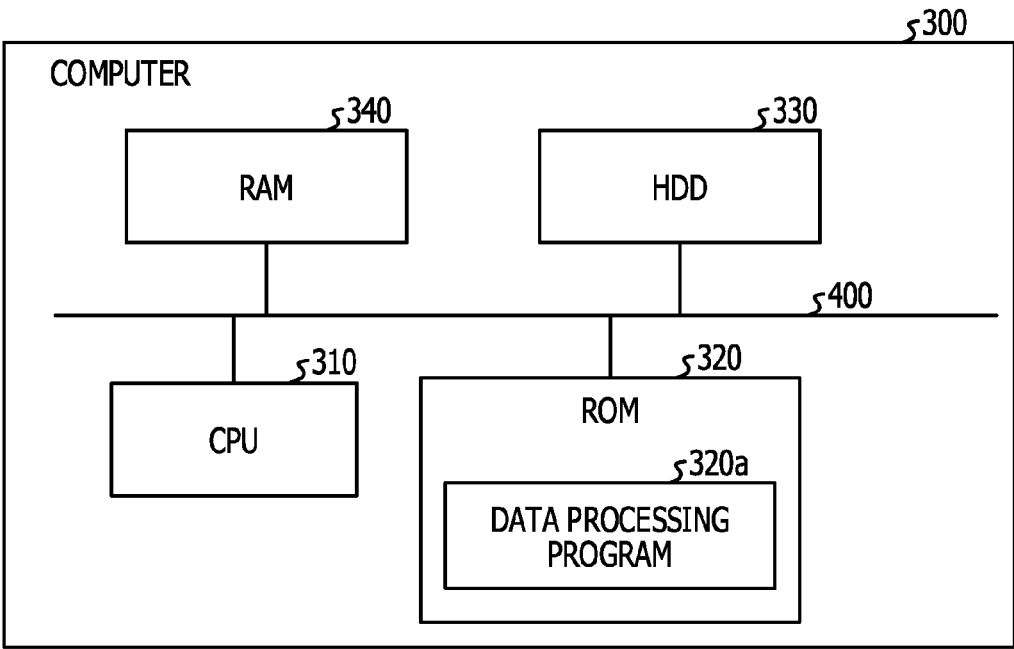 300
COMPUTER
340
330
RAM
HDD
400
310
320
CPU
ROM
320a
DATA PROCESSING
PROGRAM